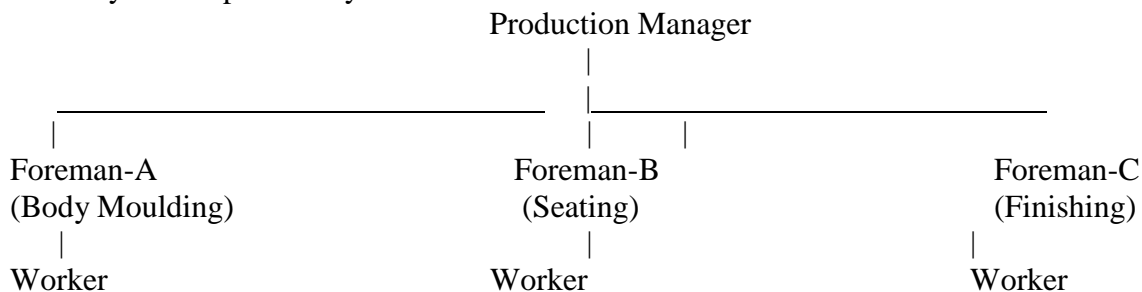 Production Manager
Foreman-A Foreman-B Foreman-C
(Body Moulding) (Seating) (Finishing)
Worker Worker Worker